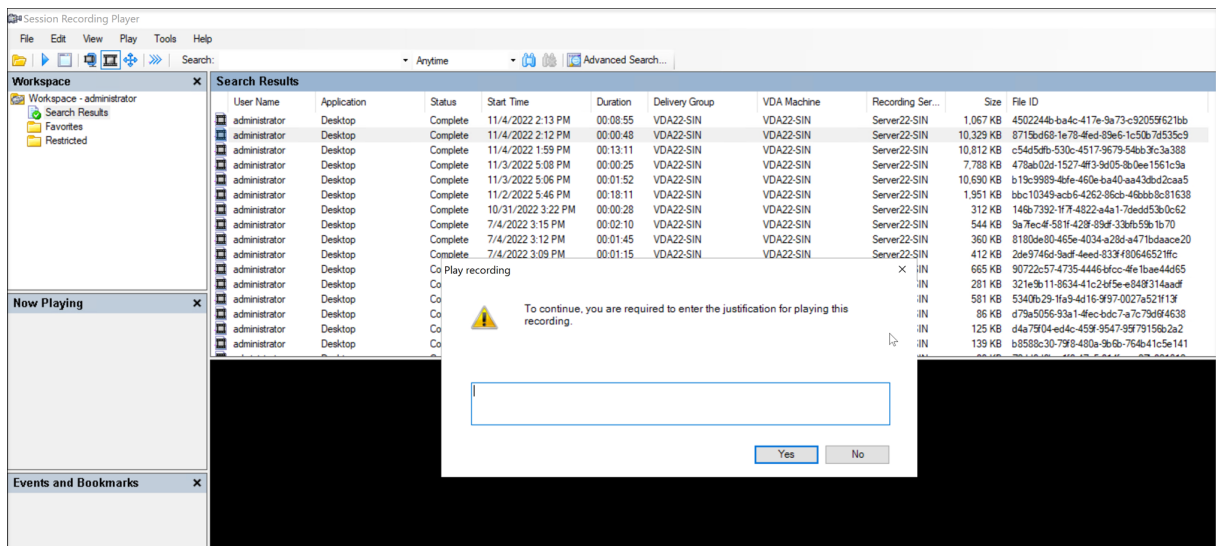 Session Recording Player
File Edit View Play Tools Help
Search: Anytime Advanced Search...
Workspace x
Workspace - administrator
Search Results
Favorites
Restricted
Search Results
User Name Application Status Start Time Duration Delivery Group VDA Machine Recording Ser... Size File ID
administrator Desktop Complete 11/4/2022 2:13 PM 00:08:55 VDA22-SIN VDA22-SIN Server22-SIN 1,067 KB 4502244b-ba4c-417e-9a73-c92055f621bb
administrator Desktop Complete 11/4/2022 2:12 PM 00:00:48 VDA22-SIN VDA22-SIN Server22-SIN 10,329 KB 8715bd68-1e78-4fed-89e6-1c50b7d535c9
administrator Desktop Complete 11/4/2022 1:59 PM 00:13:11 VDA22-SIN VDA22-SIN Server22-SIN 10,812 KB c54d5dfb-530c-4517-9679-54bb3fc3a388
administrator Desktop Complete 11/3/2022 5:08 PM 00:00:25 VDA22-SIN VDA22-SIN Server22-SIN 7,788 KB 478ab02d-1527-4ff3-9d05-8b0ee1561c9a
administrator Desktop Complete 11/3/2022 5:06 PM 00:01:52 VDA22-SIN VDA22-SIN Server22-SIN 10,690 KB b19c9989-4bfe-460e-ba40-aa43dbd2caa5
administrator Desktop Complete 11/2/2022 5:46 PM 00:18:11 VDA22-SIN VDA22-SIN Server22-SIN 1,951 KB bbc10349-acb6-4262-86cb-46bbb8c81638
administrator Desktop Complete 10/31/2022 3:22 PM 00:00:28 VDA22-SIN VDA22-SIN Server22-SIN 312 KB 146b7392-1f7f-4822-a4a1-7dedd53b0c62
administrator Desktop Complete 7/4/2022 3:15 PM 00:02:10 VDA22-SIN VDA22-SIN Server22-SIN 544 KB 9a7fec4f-581f-428f-89df-33bfb59b1b70
administrator Desktop Complete 7/4/2022 3:12 PM 00:01:45 VDA22-SIN VDA22-SIN Server22-SIN 360 KB 8180de80-465e-4034-a28d-a471bdaace20
administrator Desktop Complete 7/4/2022 3:09 PM 00:01:15 VDA22-SIN VDA22-SIN Server22-SIN 412 KB 2de9746d-9adf-4eed-833f-f80646521ffc
administrator Desktop Co SIN 665 KB 90722c57-4735-4446-bfcc-4fe1bae44d65
administrator Desktop Co SIN 281 KB 321e9b11-8634-41c2-bf5e-e848f314aadf
administrator Desktop Co SIN 581 KB 5340fb29-1fa9-4d16-9f97-0027a521f13f
administrator Desktop Co SIN 86 KB d79a5056-93a1-4fec-bdc7-a7c79d6f4638
administrator Desktop Co SIN 125 KB d4a75f04-ed4c-459f-9547-95f79156b2a2
administrator Desktop Co SIN 139 KB b8588c30-79f8-480a-9b6b-764b41c5e141
Play recording
To continue, you are required to enter the justification for playing this
recording.
Yes No
Now Playing x
Events and Bookmarks x